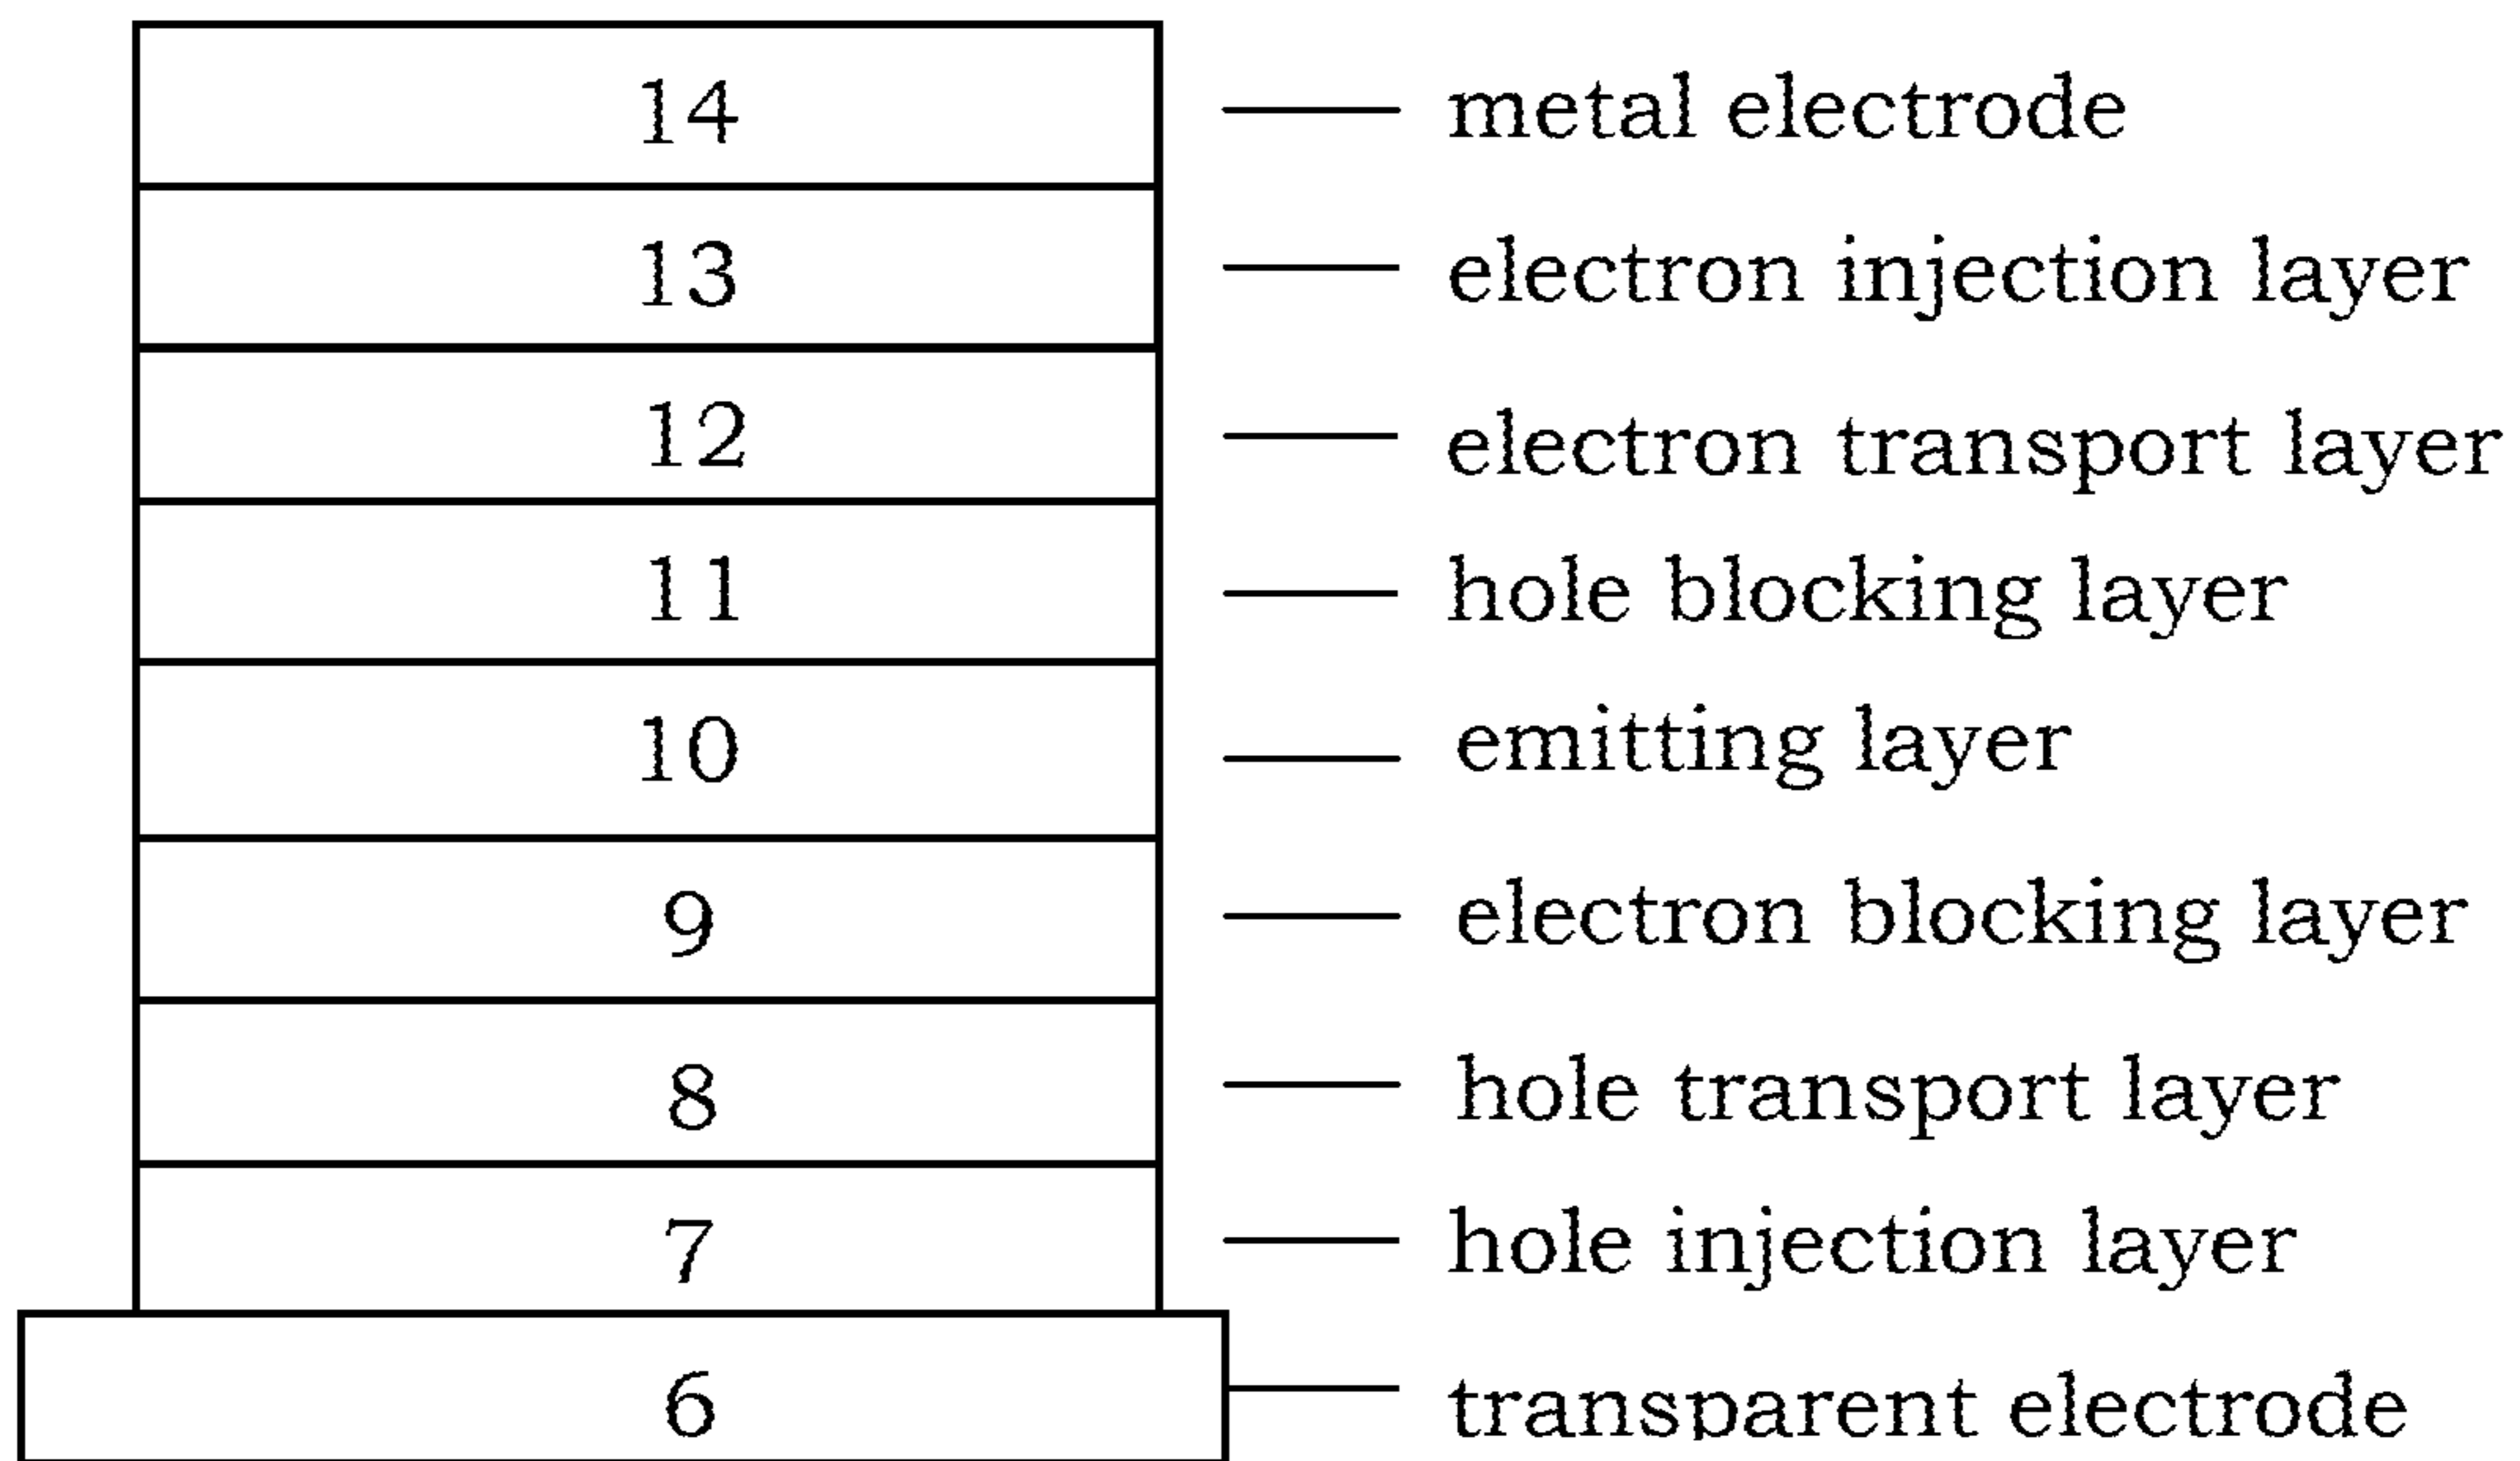 14 metal electrode
13 electron injection layer
12 electron transport layer
11 hole blocking layer
10 emitting layer
9 electron blocking layer
8 hole transport layer
7 hole injection layer
6 transparent electrode